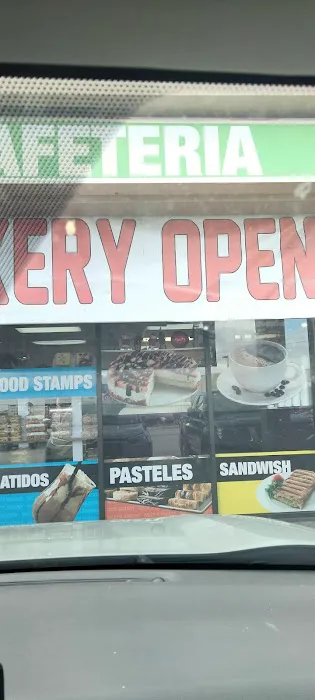 AFETERIA
KERY OPEN
OOD STAMPS
ATIDOS
PASTELES
SANDWISH